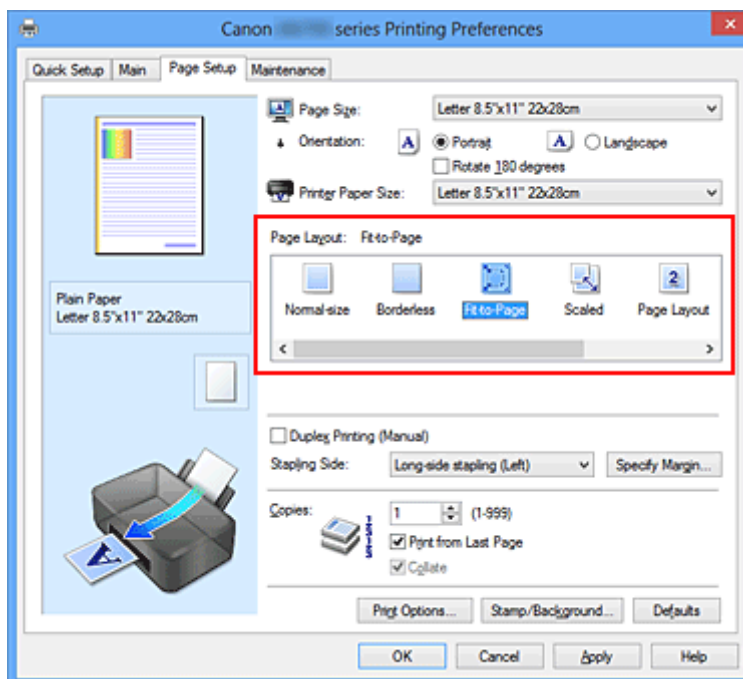 Canon series Printing Preferences
Quick Setup Main Page Setup Maintenance
Page Size: Letter 8.5"x11" 22x28cm
Orientation: A Portrait A Landscape
Rotate 180 degrees
Printer Paper Size: Letter 8.5"x11" 22x28cm
Page Layout: Fit-to-Page
Normal-size Borderless Fit-to-Page Scaled Page Layout
Plain Paper
Letter 8.5"x11" 22x28cm
Duplex Printing (Manual)
Stapling Side: Long-side stapling (Left) Specify Margin...
Copies: 1 (1-999)
Print from Last Page
Collate
Print Options... Stamp/Background... Defaults
OK Cancel Apply Help